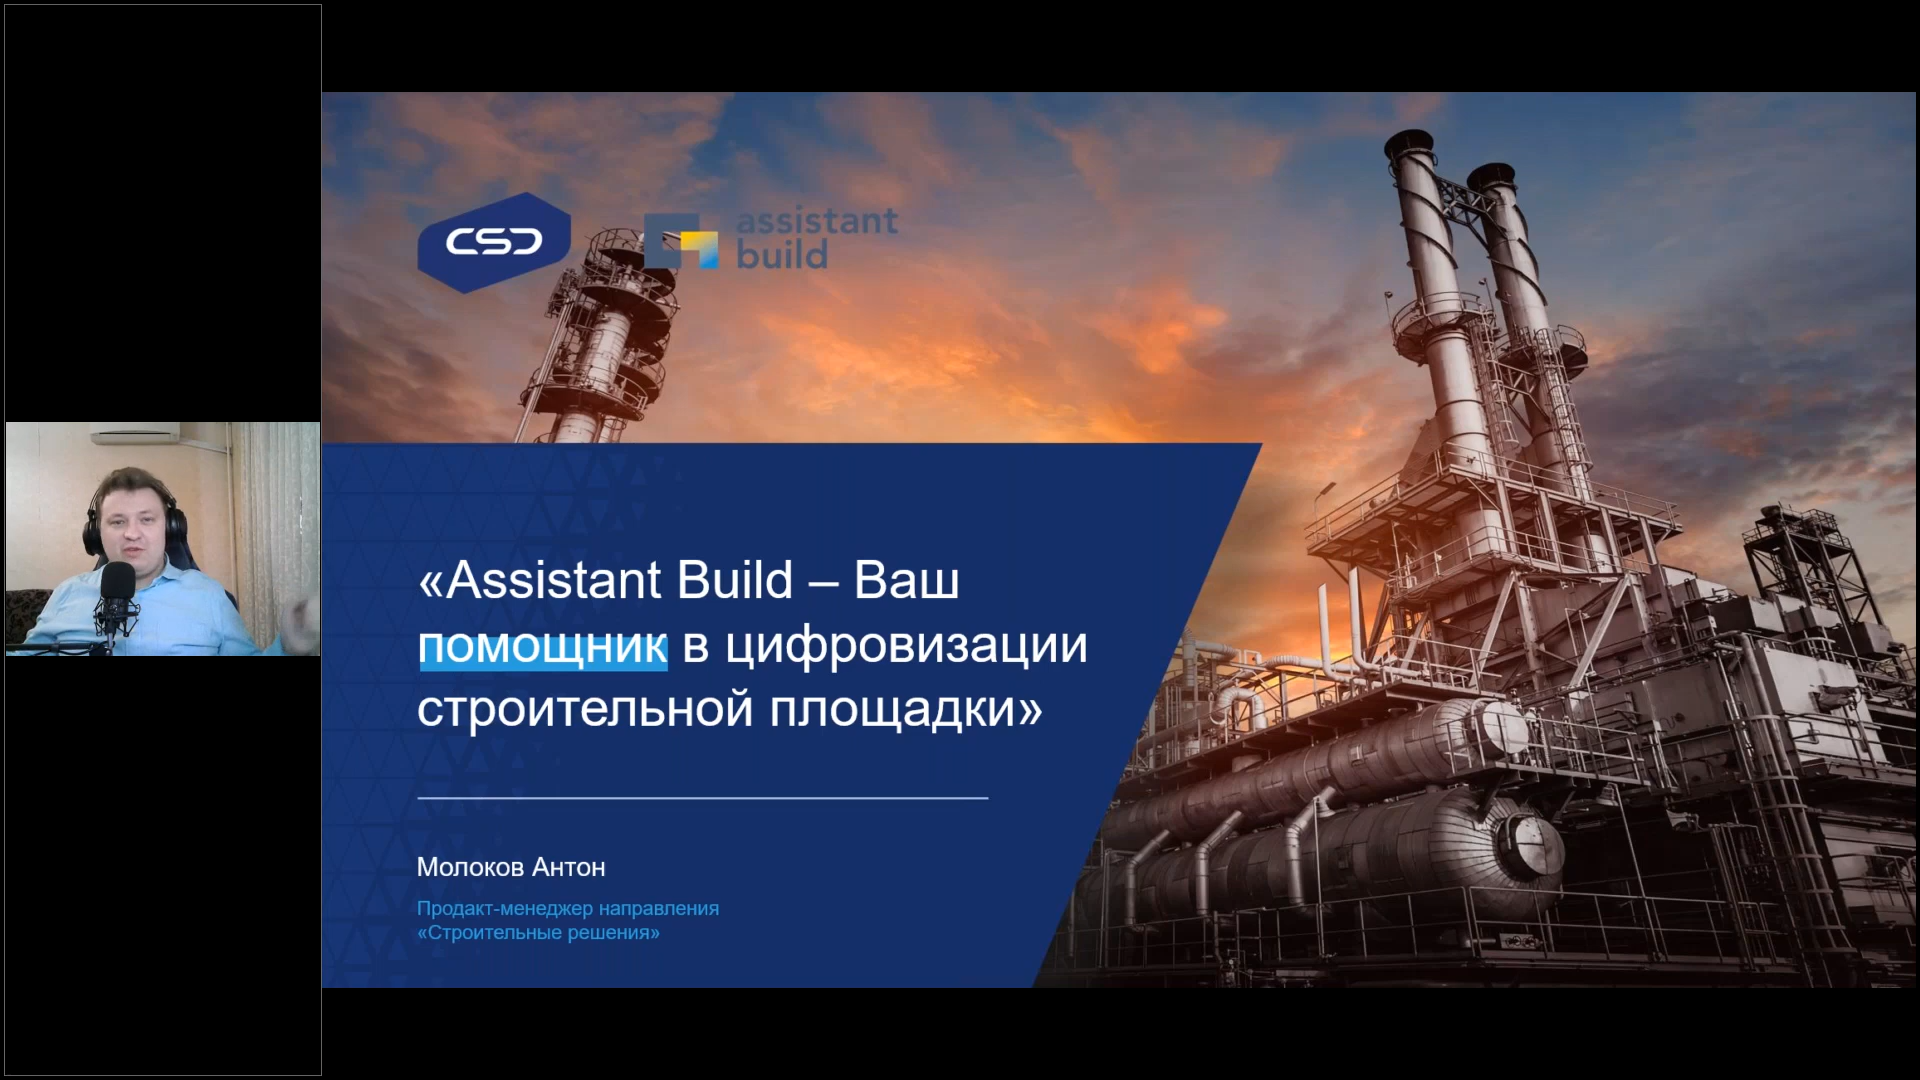 CSD
assistant
build
«Assistant Build – Ваш
помощник в цифровизации
строительной площадки»
Молоков Антон
Продакт-менеджер направления
«Строительные решения»